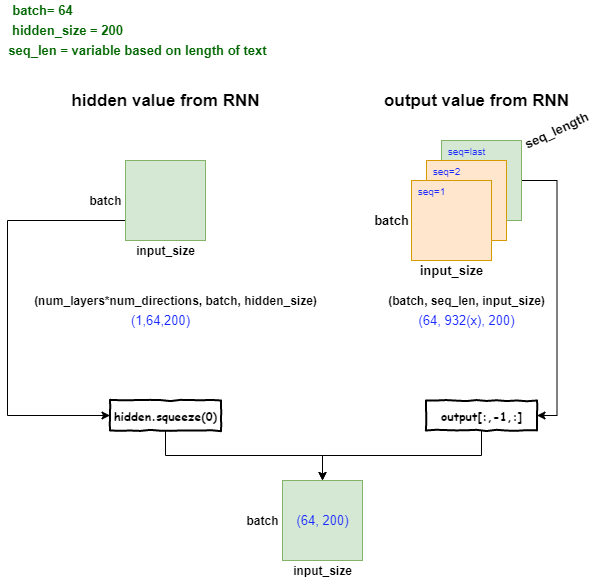 batch= 64
hidden_size = 200
seq_len = variable based on length of text
hidden value from RNN
output value from RNN
seq_length
seq=last
seq=2
seq=1
batch
batch
input_size
input_size
(num_layers*num_directions, batch, hidden_size)
(1,64,200)
(batch, seq_len, input_size)
(64, 932(x), 200)
hidden.squeeze(0)
output[:,-1,:]
batch
(64, 200)
input_size